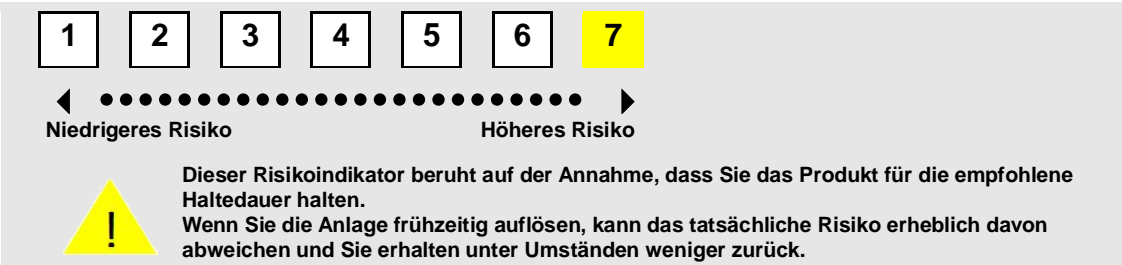 1 2 3 4 5 6 7
Niedrigeres Risiko Höheres Risiko
Dieser Risikoindikator beruht auf der Annahme, dass Sie das Produkt für die empfohlene
Haltedauer halten.
Wenn Sie die Anlage frühzeitig auflösen, kann das tatsächliche Risiko erheblich davon
abweichen und Sie erhalten unter Umständen weniger zurück.
!